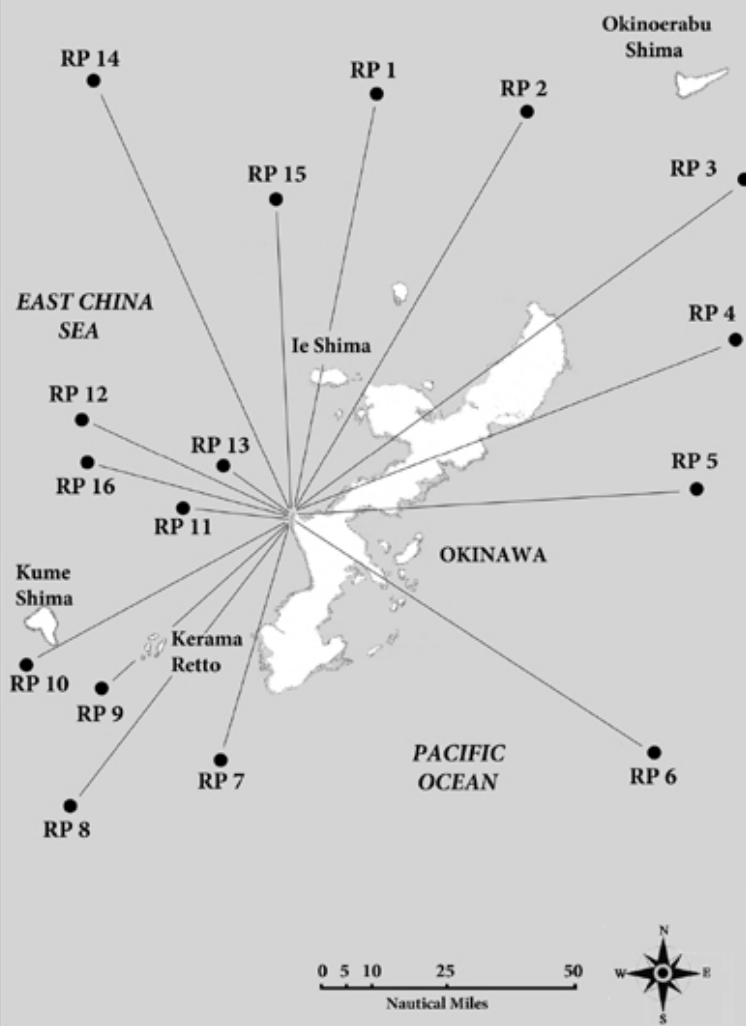 Okinoerabu
Shima
RP 14
RP 1
RP 2
RP 3
RP 15
EAST CHINA
SEA
RP 4
Ie Shima
RP 12
RP 13
RP 5
RP 16
RP 11
OKINAWA
Kume
Shima
Kerama
Retto
RP 10
RP 9
PACIFIC
OCEAN
RP 7
RP 6
RP 8
N
W E
S
0 5 10 25 50
Nautical Miles